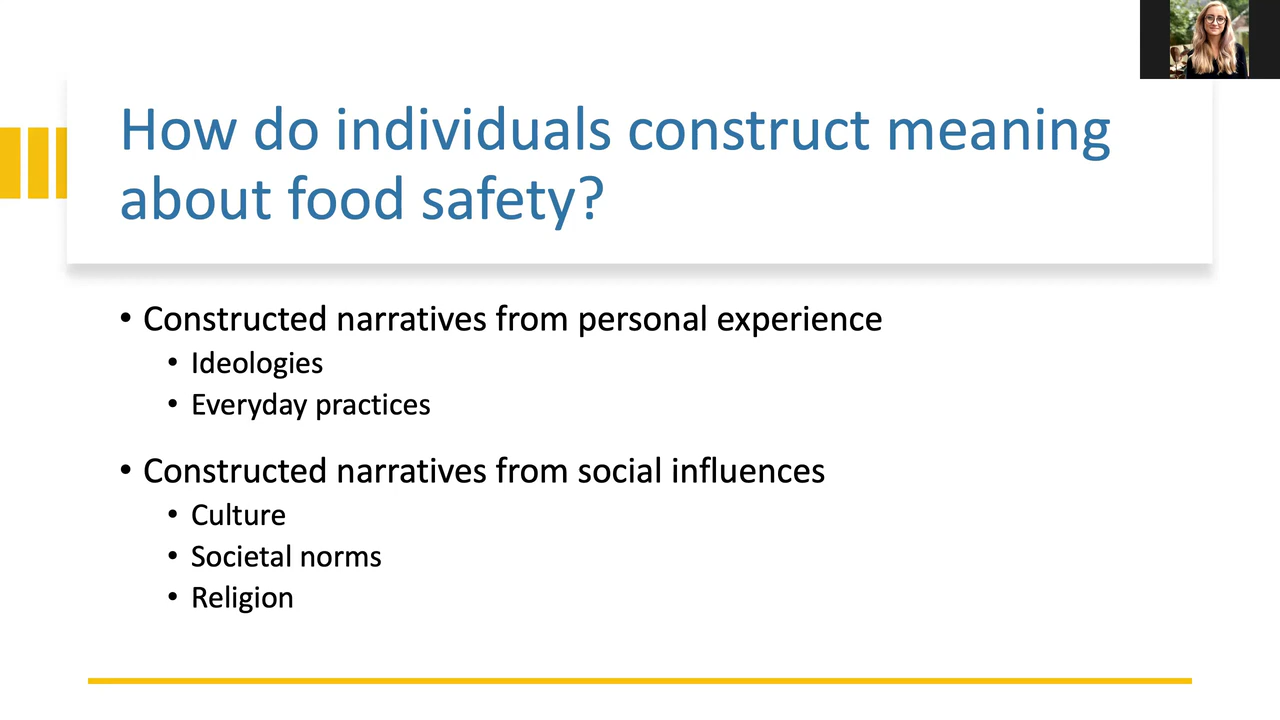 How do individuals construct meaning
about food safety?
• Constructed narratives from personal experience
• Ideologies
• Everyday practices
• Constructed narratives from social influences
• Culture
• Societal norms
• Religion